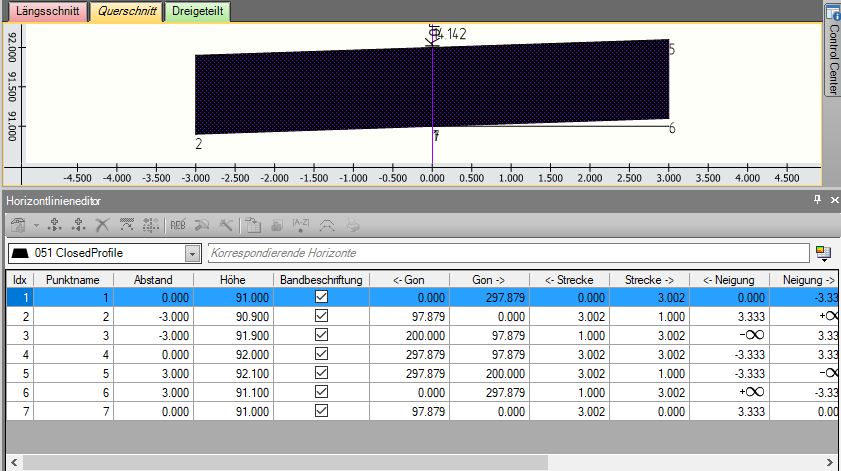 Längsschnitt Querschnitt Dreigeteilt
Control Center
92.000
91.500
91.000
4.142
5
2
6
-4.500 -4.000 -3.500 -3.000 -2.500 -2.000 -1.500 -1.000 -0.500 0.000 0.500 1.000 1.500 2.000 2.500 3.000 3.500 4.000 4.500
Horizontlinieneditor
REB [A-Z]
051 ClosedProfile Korrespondierende Horizonte
Idx Punktname Abstand Höhe Bandbeschriftung <- Gon Gon -> <- Strecke Strecke -> <- Neigung Neigung ->
1 1 0.000 91.000 0.000 297.879 0.000 3.002 0.000 -3.33
2 2 -3.000 90.900 97.879 0.000 3.002 1.000 3.333 +∞
3 3 -3.000 91.900 200.000 97.879 1.000 3.002 -∞ 3.33
4 4 0.000 92.000 297.879 97.879 3.002 3.002 -3.333 3.33
5 5 3.000 92.100 297.879 200.000 3.002 1.000 -3.333 -∞
6 6 3.000 91.100 0.000 297.879 1.000 3.002 +∞ -3.33
7 7 0.000 91.000 97.879 0.000 3.002 0.000 3.333 0.00